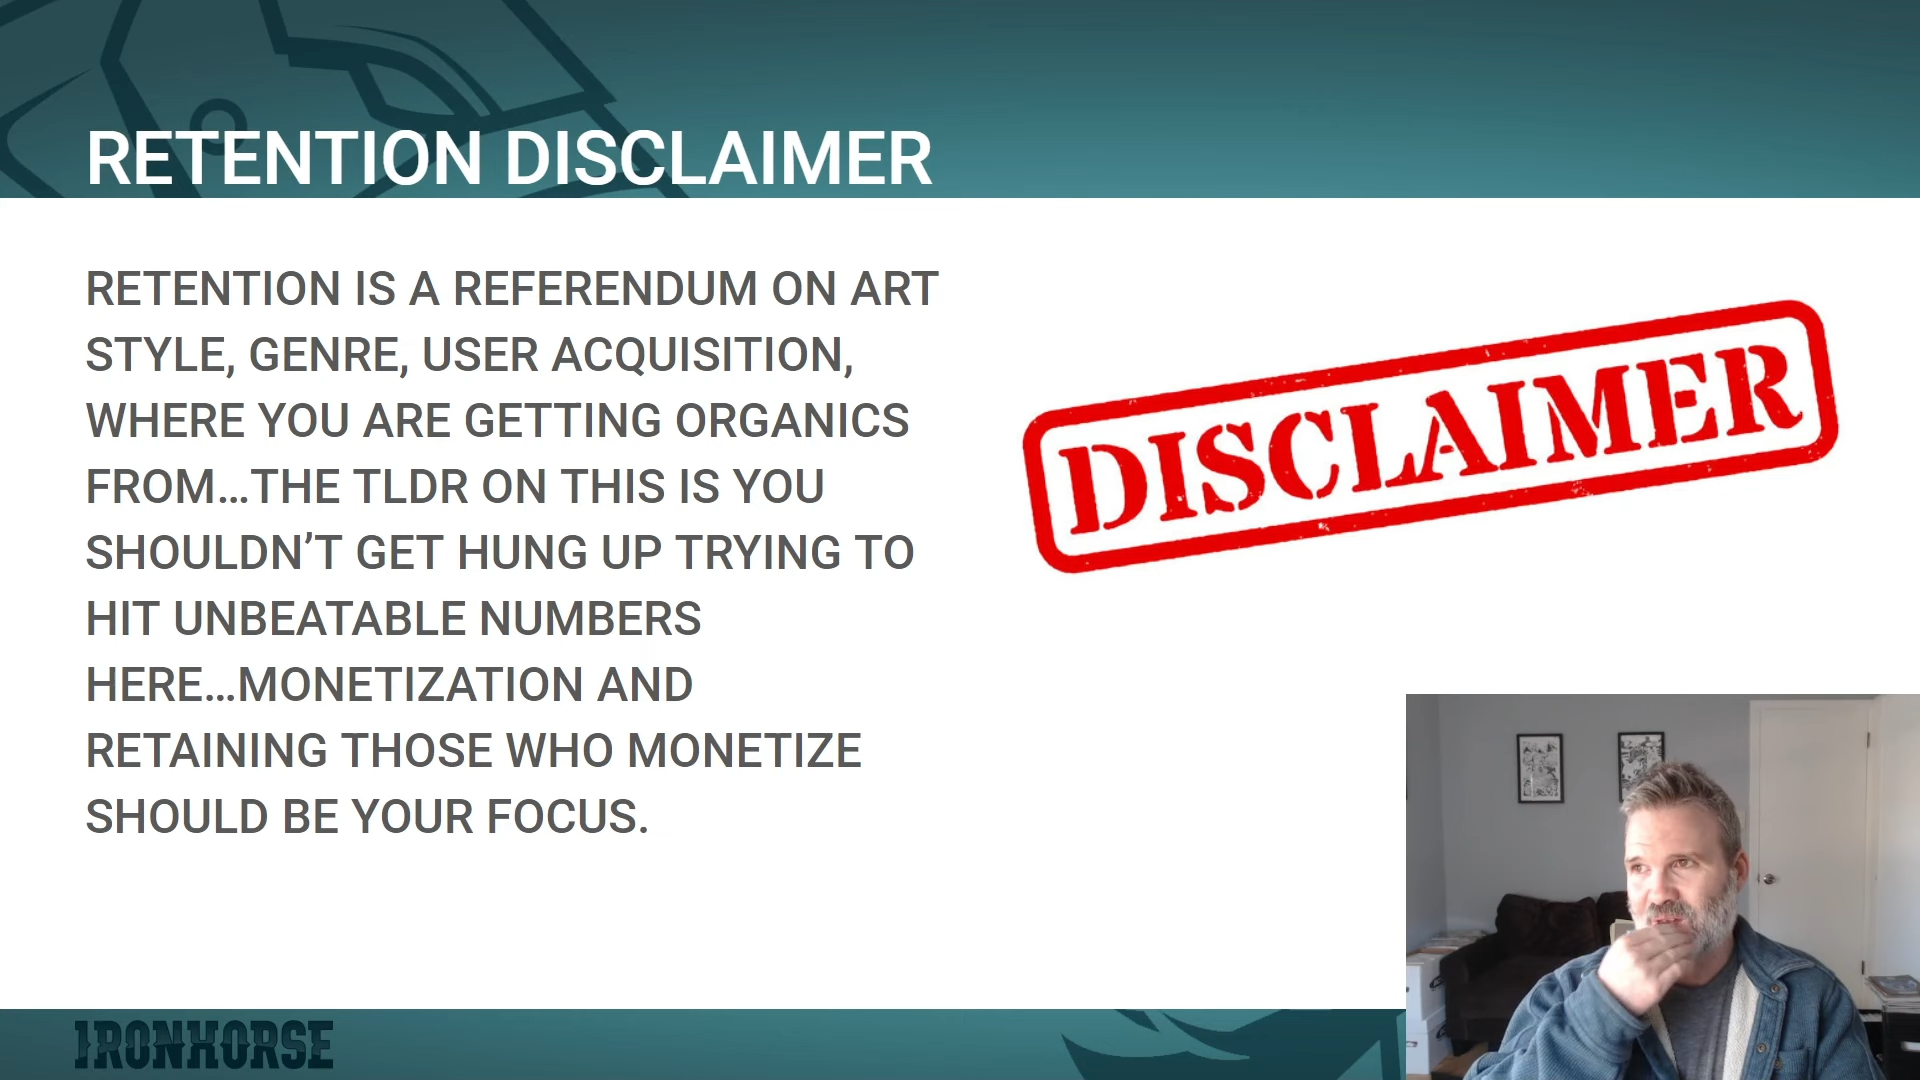 RETENTION DISCLAIMER
RETENTION IS A REFERENDUM ON ART
STYLE, GENRE, USER ACQUISITION,
WHERE YOU ARE GETTING ORGANICS
FROM...THE TLDR ON THIS IS YOU
SHOULDN’T GET HUNG UP TRYING TO
HIT UNBEATABLE NUMBERS
HERE...MONETIZATION AND
RETAINING THOSE WHO MONETIZE
SHOULD BE YOUR FOCUS.
DISCLAIMER
IRONHORSE